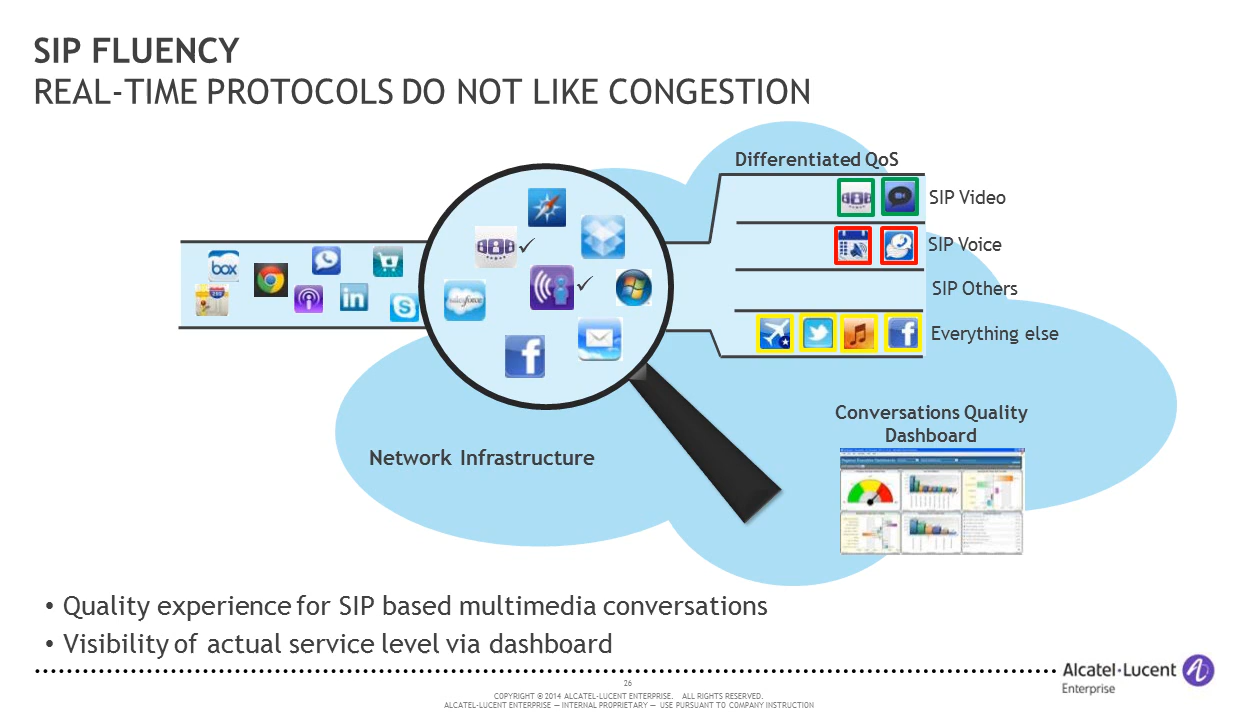 SIP FLUENCY
REAL-TIME PROTOCOLS DO NOT LIKE CONGESTION
Differentiated QoS
SIP Video
SIP Voice
SIP Others
Everything else
box
salesforce
Conversations Quality
Dashboard
Network Infrastructure
• Quality experience for SIP based multimedia conversations
• Visibility of actual service level via dashboard
Alcatel·Lucent
Enterprise
26
COPYRIGHT © 2014 ALCATEL-LUCENT ENTERPRISE. ALL RIGHTS RESERVED.
ALCATEL-LUCENT ENTERPRISE — INTERNAL PROPRIETARY — USE PURSUANT TO COMPANY INSTRUCTION